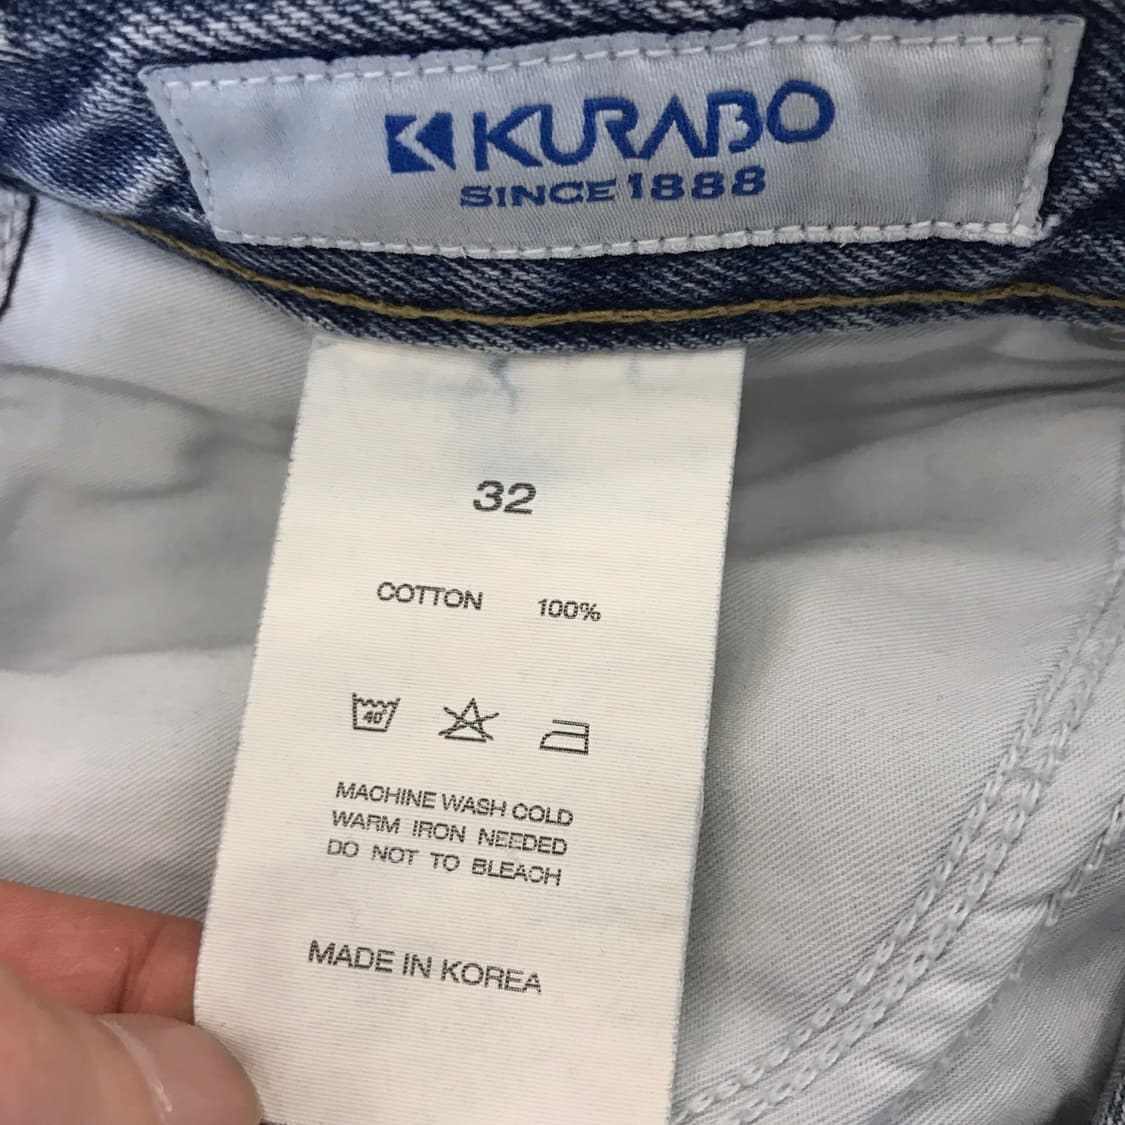 KURABO
SINCE 1888
32
COTTON 100%
40
MACHINE WASH COLD
WARM IRON NEEDED
DO NOT TO BLEACH
MADE IN KOREA